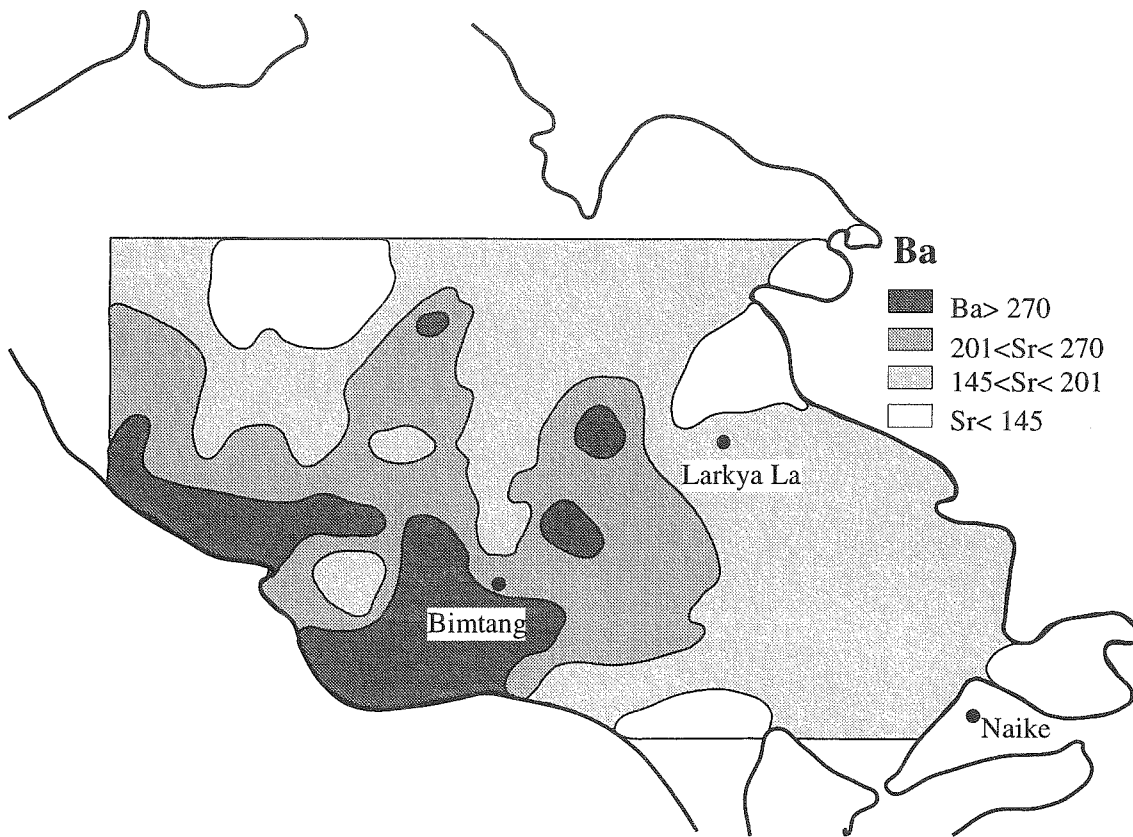 Ba
Ba> 270
201<Sr< 270
145<Sr< 201
Sr< 145
Larkya La
Bimtang
Naike